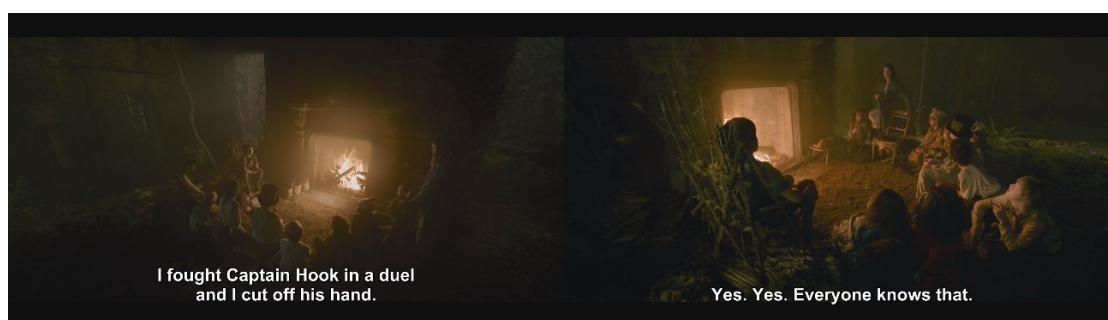 I fought Captain Hook in a duel
and I cut off his hand.
Yes. Yes. Everyone knows that.